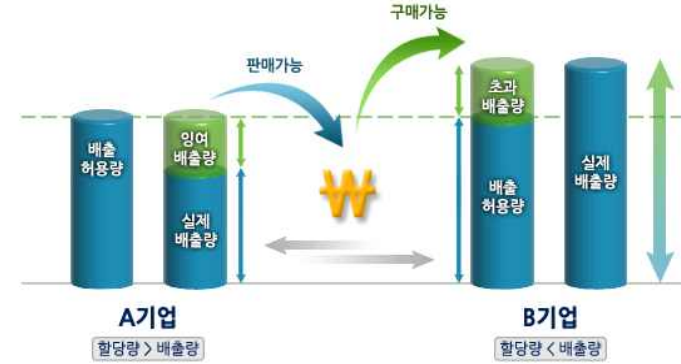 구매가능
판매가능
배출
허용량
잉여
배출량
실제
배출량
₩
초과
배출량
배출
허용량
실제
배출량
A기업
할당량 > 배출량
B기업
할당량 < 배출량